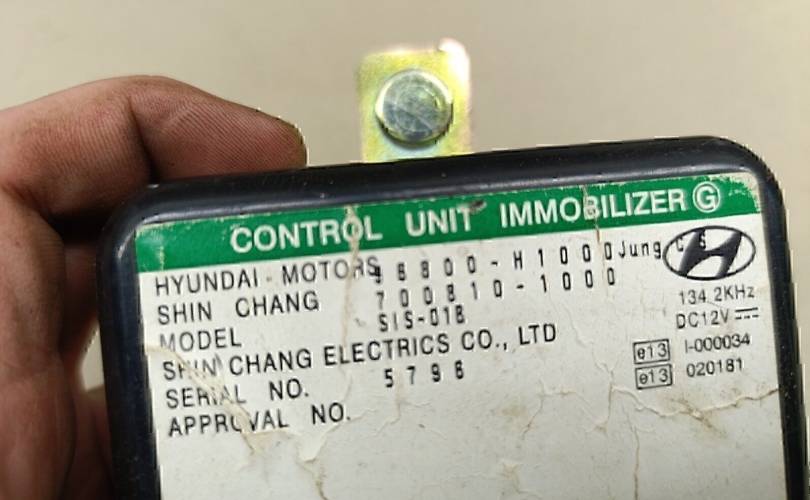 CONTROL UNIT IMMOBILIZER G
HYUNDAI MOTORS 96800-H1000 Jung C S
SHIN CHANG 700810-1000
MODEL SIS-01B
SHIN CHANG ELECTRICS CO., LTD
SERIAL NO. 5796
APPROVAL NO.
134.2KHz
DC12V
e13 I-000034
e13 020181